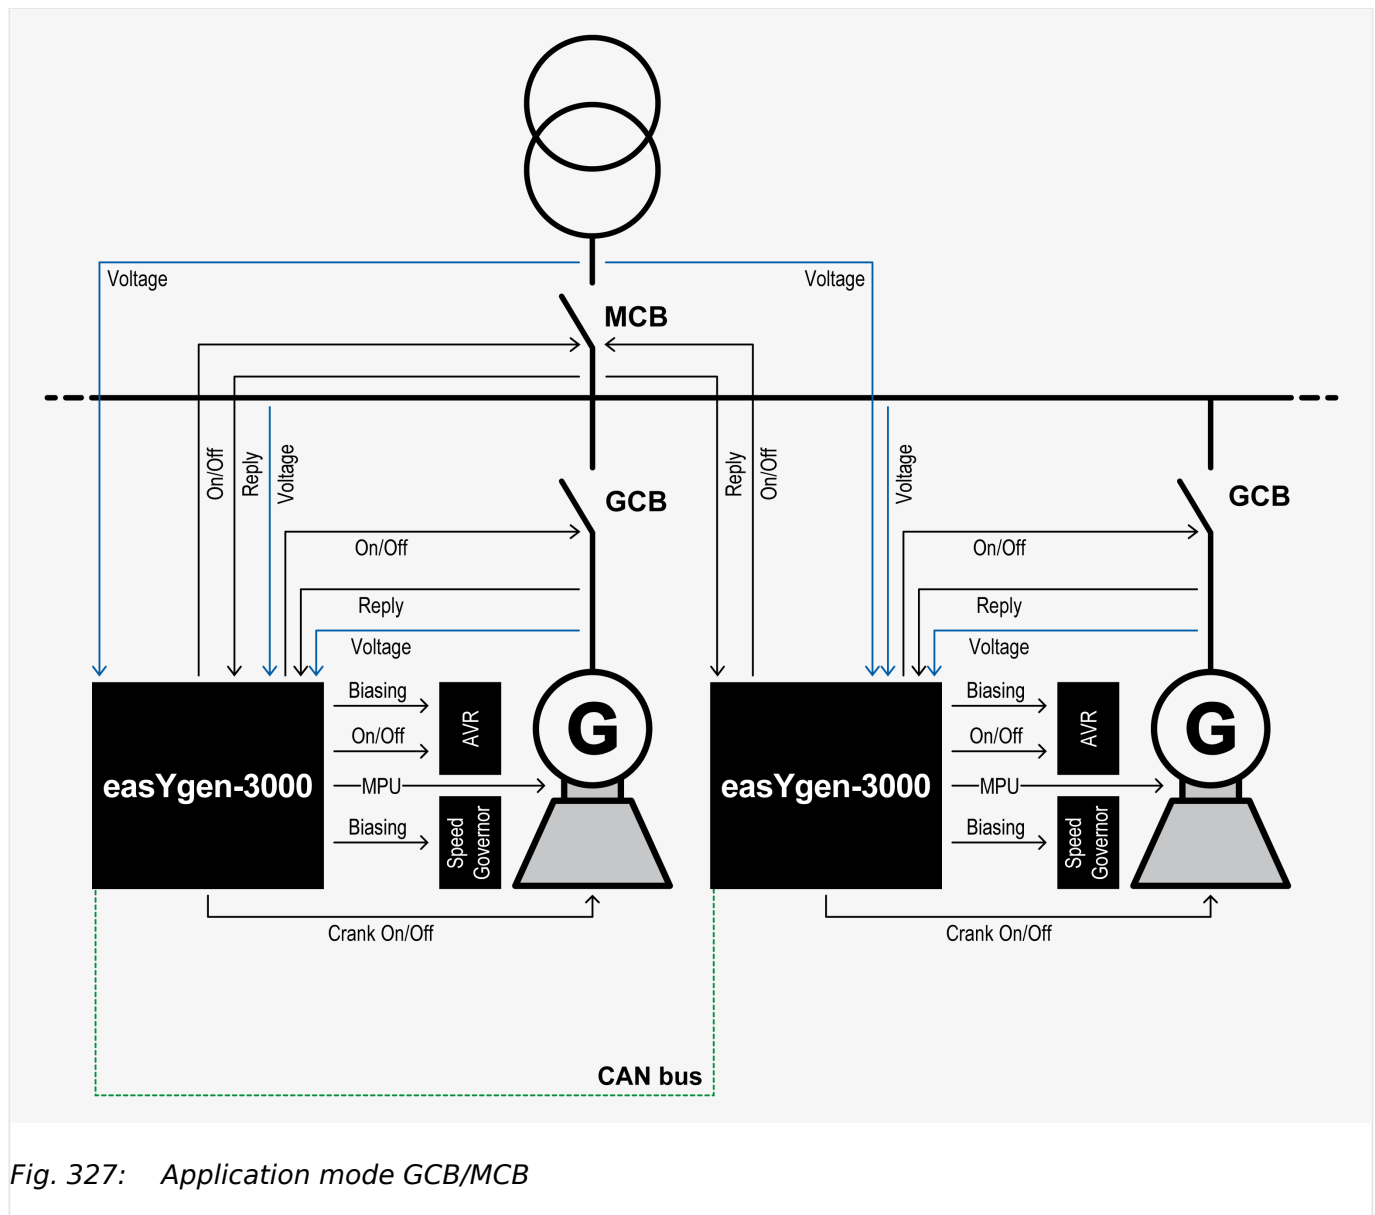 Voltage
Voltage
MCB
On/Off
Reply
Voltage
Reply
On/Off
Voltage
GCB
GCB
On/Off
On/Off
Reply
Reply
Voltage
Voltage
Biasing
On/Off
MPU
Biasing
AVR
Speed
Governor
G
easYgen-3000
Biasing
On/Off
MPU
Biasing
AVR
Speed
Governor
G
easYgen-3000
Crank On/Off
Crank On/Off
CAN bus
Fig. 327: Application mode GCB/MCB